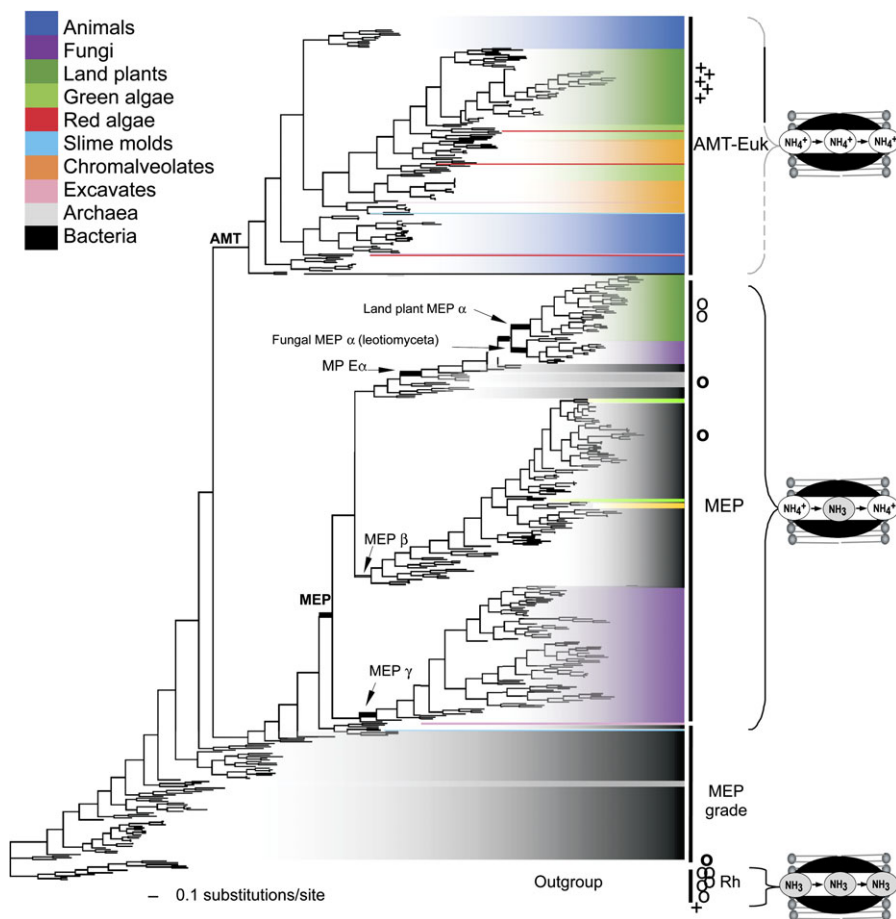 Animals
Fungi
Land plants
Green algae
Red algae
Slime molds
Chromalveolates
Excavates
Archaea
Bacteria
AMT
AMT-Euk
NH4+ NH4+ NH4+
Land plant MEP α
Fungal MEP α (leotiomyceta)
MP Eα
MEP
NH4+ NH3 NH4+
MEP β
MEP
MEP γ
MEP
grade
Outgroup
Rh
NH3 NH3 NH3
0.1 substitutions/site